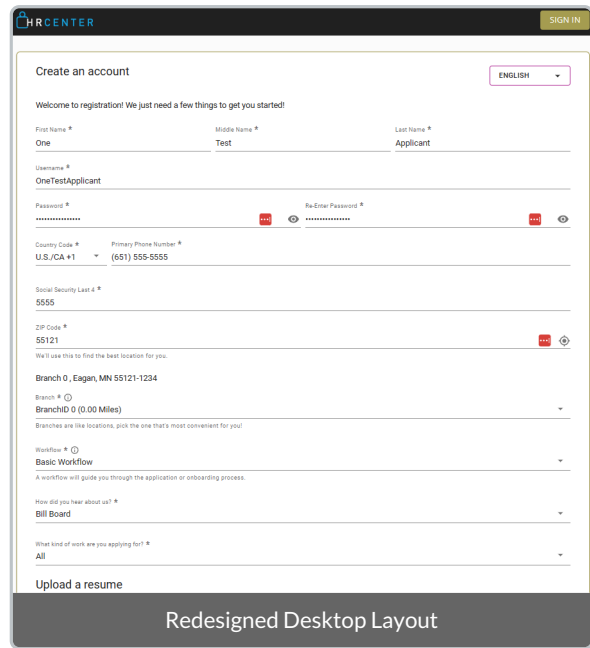 HRCENTER
SIGN IN
Create an account
ENGLISH
Welcome to registration! We just need a few things to get you started!
First Name * Middle Name * Last Name *
One Test Applicant
Username *
OneTestApplicant
Password * Re-Enter Password *
•••••••••••••••• ••••••••••••••••
Country Code * Primary Phone Number *
U.S./CA +1 (651) 555-5555
Social Security Last 4 *
5555
ZIP Code *
55121
We'll use this to find the best location for you.
Branch 0 , Eagan, MN 55121-1234
Branch *
BranchID 0 (0.00 Miles)
Branches are like locations, pick the one that's most convenient for you!
Workflow *
Basic Workflow
A workflow will guide you through the application or onboarding process.
How did you hear about us? *
Bill Board
What kind of work are you applying for? *
All
Upload a resume
Redesigned Desktop Layout